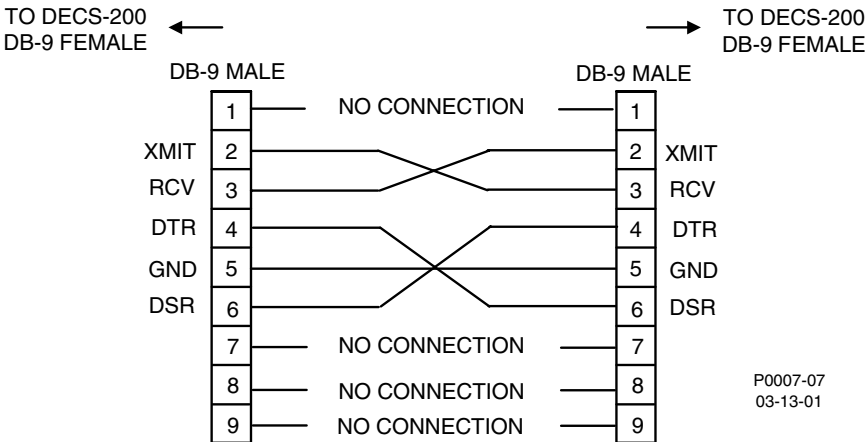 TO DECS-200
DB-9 FEMALE
TO DECS-200
DB-9 FEMALE
DB-9 MALE
DB-9 MALE
1 NO CONNECTION 1
XMIT 2 2 XMIT
RCV 3 3 RCV
DTR 4 4 DTR
GND 5 5 GND
DSR 6 6 DSR
7 NO CONNECTION 7
8 NO CONNECTION 8
9 NO CONNECTION 9
P0007-07
03-13-01